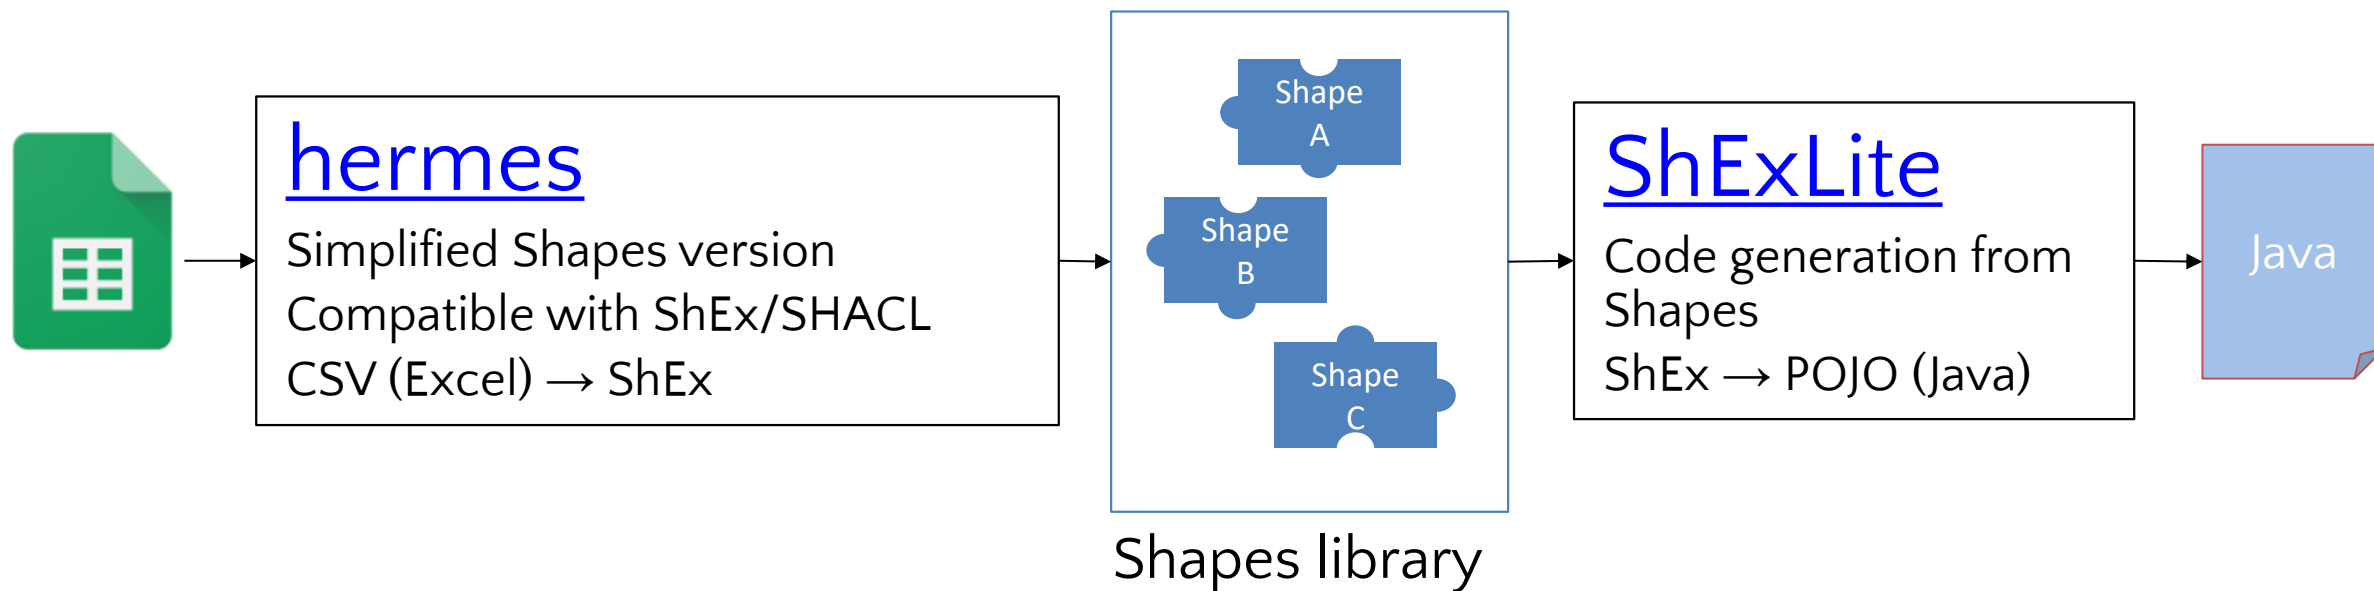 hermes
Simplified Shapes version
Compatible with ShEx/SHACL
CSV (Excel) → ShEx
Shape
A
Shape
B
Shape
C
Shapes library
ShExLite
Code generation from
Shapes
ShEx → POJO (Java)
Java